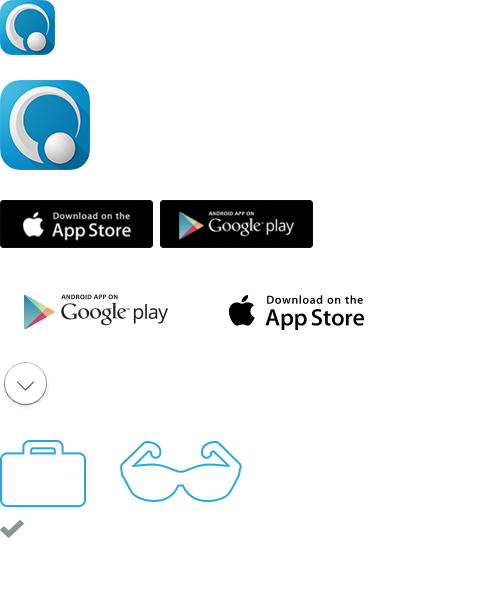 Download on the
App Store
ANDROID APP ON
Google play
ANDROID APP ON
Google play
Download on the
App Store